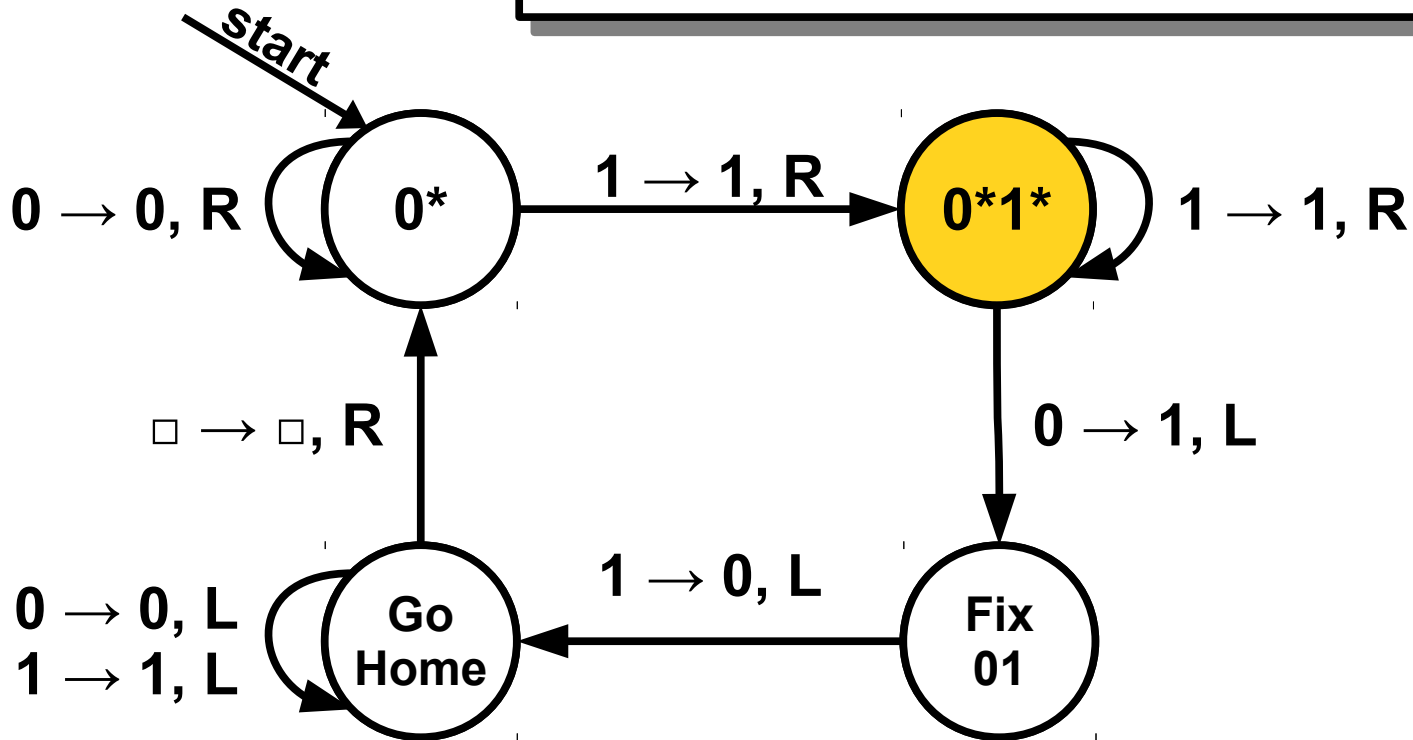 start
0 → 0, R
0*
1 → 1, R
0*1*
1 → 1, R
□ → □, R
0 → 1, L
0 → 0, L
1 → 1, L
Go
Home
1 → 0, L
Fix
01